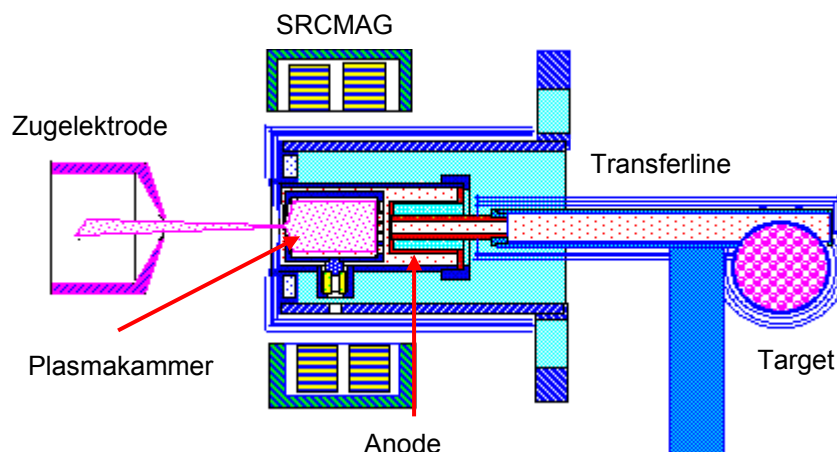 SRCMAG
Zugelektrode
Transferline
Plasmakammer
Target
Anode